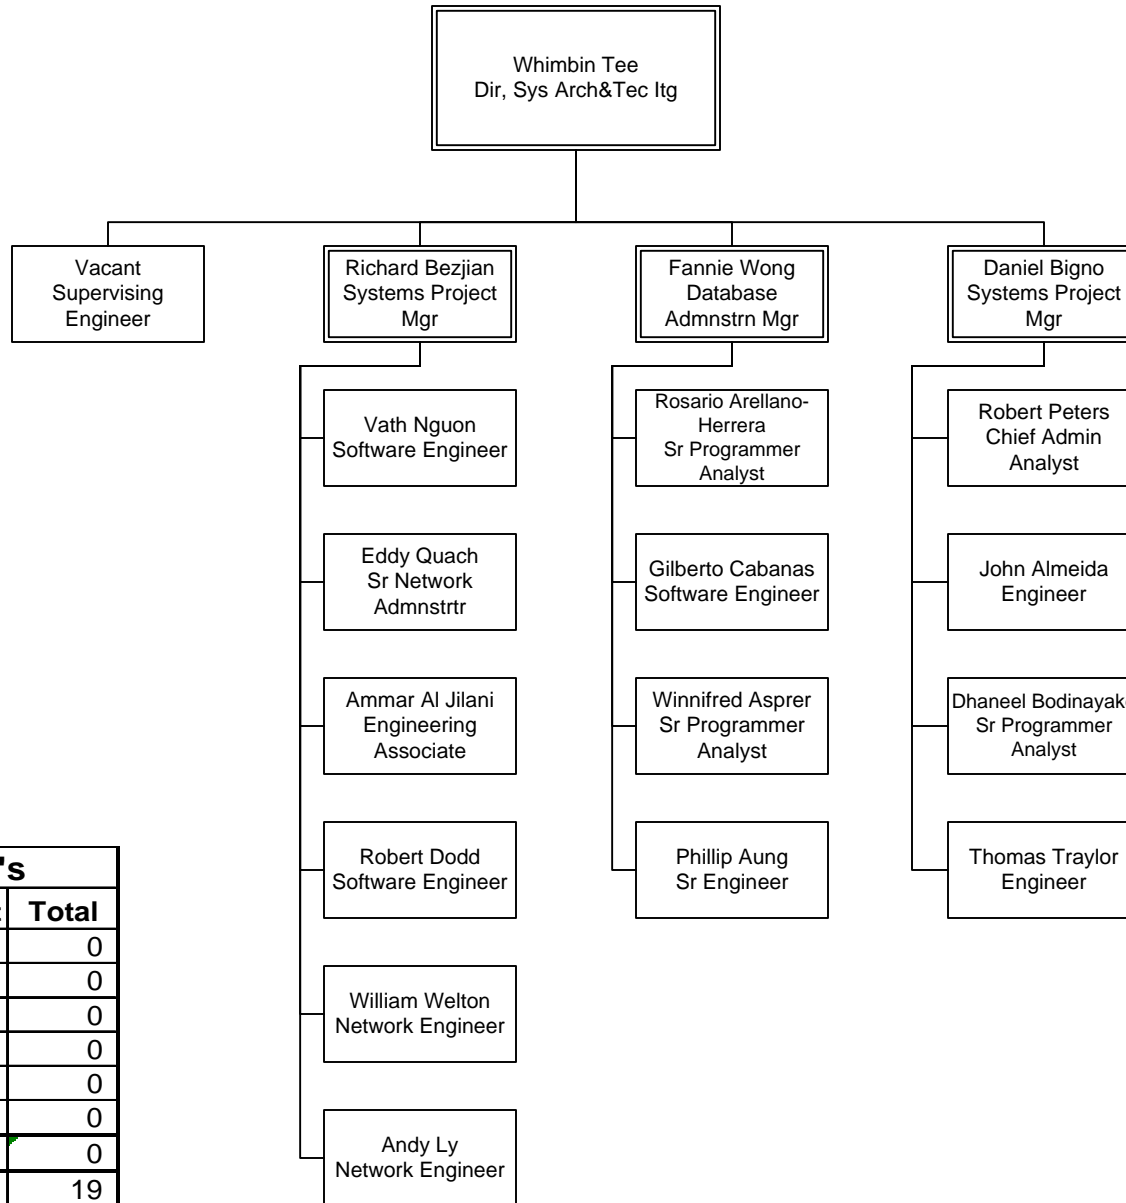 Whimbin Tee
Dir, Sys Arch&Tec Itg
Vacant
Supervising
Engineer
Richard Bezjian
Systems Project
Mgr
Fannie Wong
Database
Admnstrn Mgr
Daniel Bigno
Systems Project
Mgr
Vath Nguon
Software Engineer
Eddy Quach
Sr Network
Admnstrtr
Ammar Al Jilani
Engineering
Associate
Robert Dodd
Software Engineer
William Welton
Network Engineer
Andy Ly
Network Engineer
Rosario Arellano-
Herrera
Sr Programmer
Analyst
Gilberto Cabanas
Software Engineer
Winnifred Asprer
Sr Programmer
Analyst
Phillip Aung
Sr Engineer
Robert Peters
Chief Admin
Analyst
John Almeida
Engineer
Dhaneel
Sr Programmer
Analyst
Thomas Traylor
Engineer
's
Total
0
0
0
0
0
0
0
19